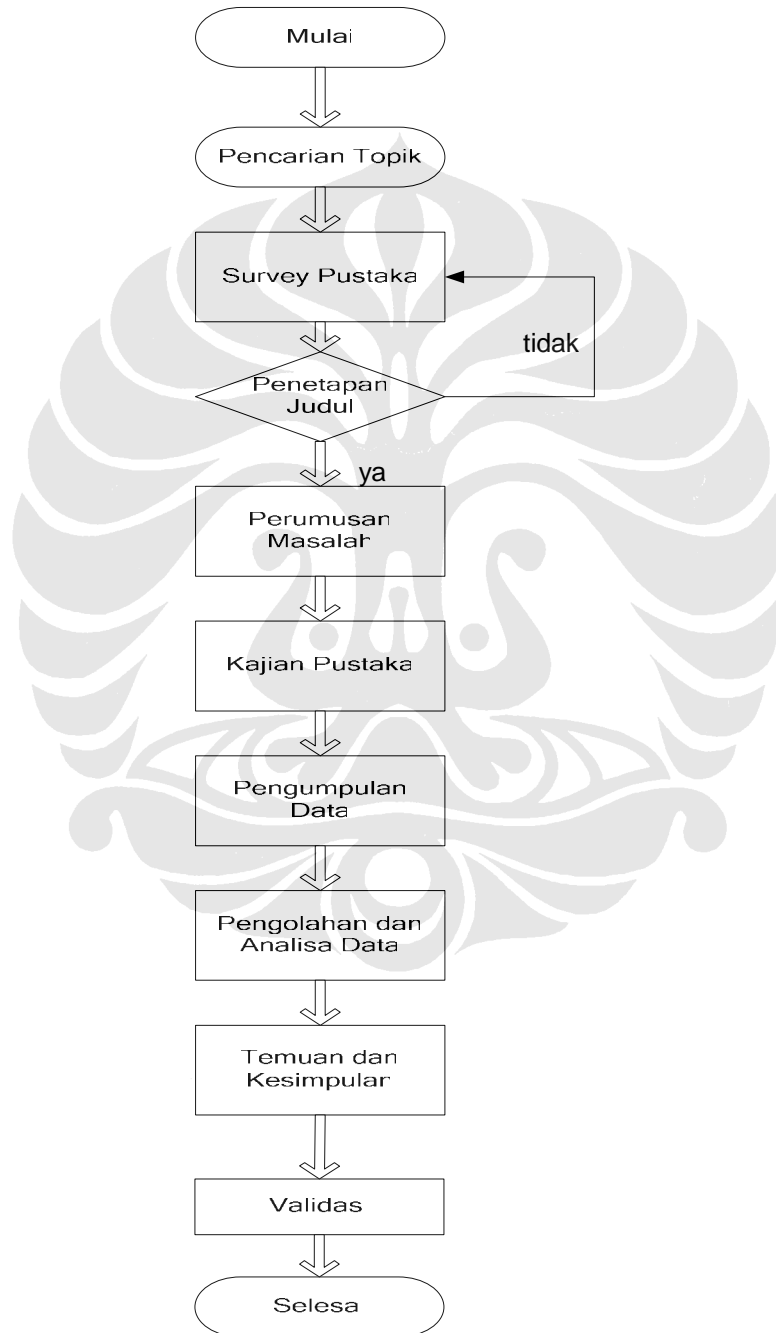 Mulai
Pencarian Topik
Survey Pustaka
tidak
Penetapan
Judul
ya
Perumusan
Masalah
Kajian Pustaka
Pengumpulan
Data
Pengolahan dan
Analisa Data
Temuan dan
Kesimpular
Validas
Selesa